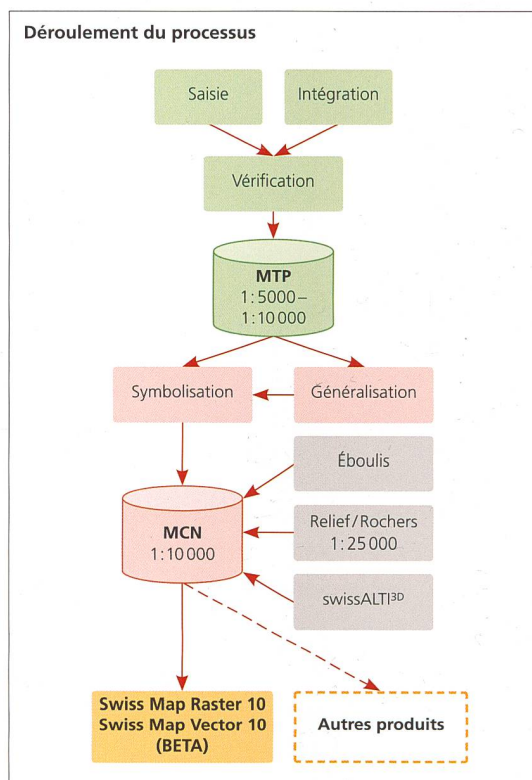 Déroulement du processus
Saisie
Intégration
Vérification
MTP
1:5000–
1:10 000
Symbolisation
Généralisation
Éboulis
MCN
1:10 000
Relief/Rochers
1:25 000
swissALTI3D
Swiss Map Raster 10
Swiss Map Vector 10
(BETA)
Autres produits